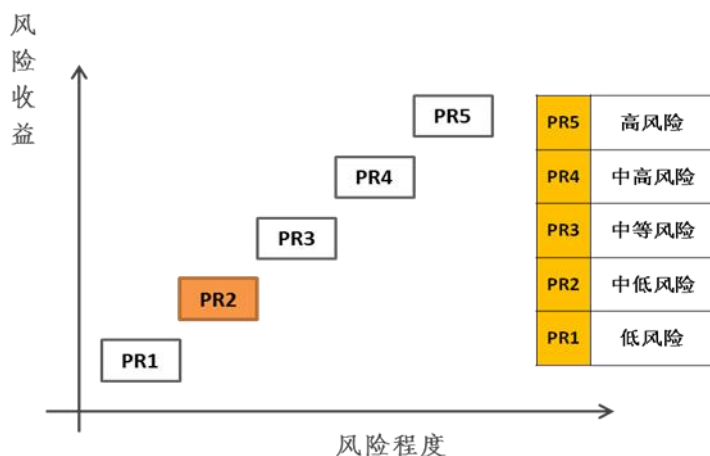 风险收益
PR5
PR4
PR3
PR2
PR1
风险程度
PR5 高风险
PR4 中高风险
PR3 中等风险
PR2 中低风险
PR1 低风险